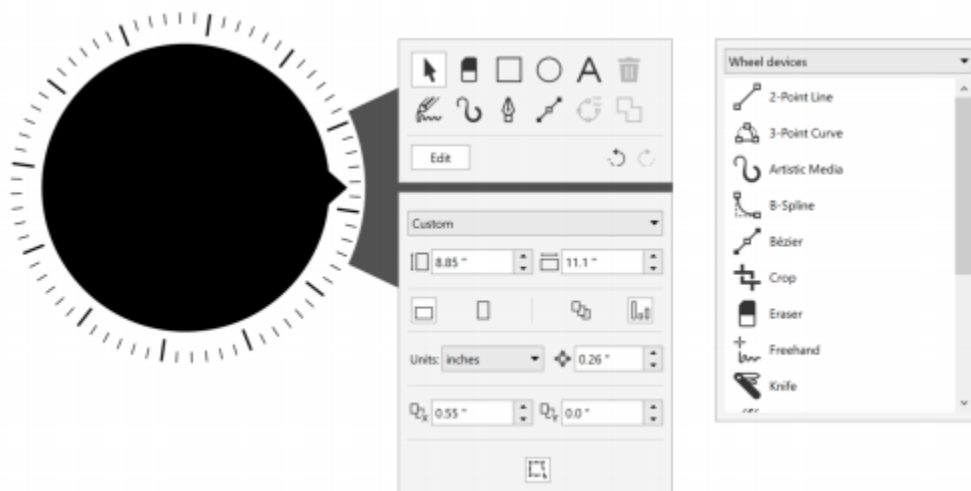 A
Edit
Custom
8.85 "
11.1 "
Units: inches
0.26 "
X 0.55 "
Y 0.0 "
Wheel devices
2-Point Line
3-Point Curve
Artistic Media
B-Spline
Bézier
Crop
Eraser
Freehand
Knife